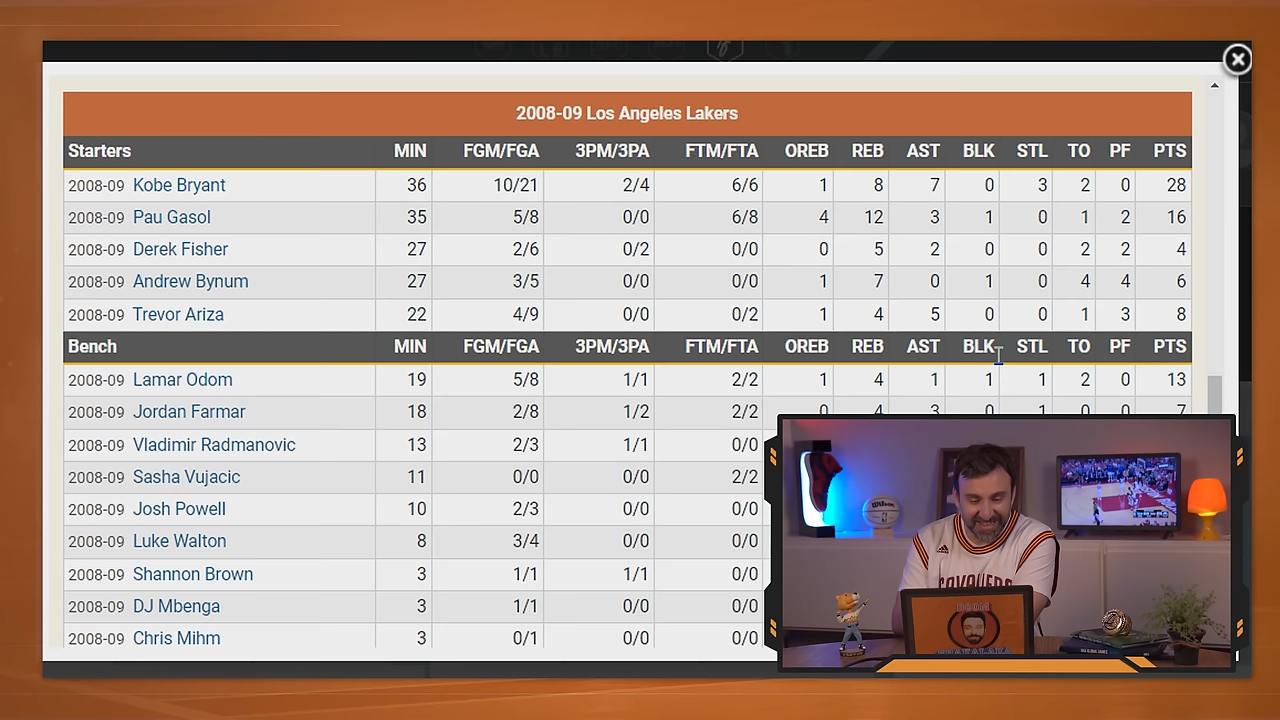 2008-09 Los Angeles Lakers
Starters MIN FGM/FGA 3PM/3PA FTM/FTA OREB REB AST BLK STL TO PF PTS
2008-09 Kobe Bryant 36 10/21 2/4 6/6 1 8 7 0 3 2 0 28
2008-09 Pau Gasol 35 5/8 0/0 6/8 4 12 3 1 0 1 2 16
2008-09 Derek Fisher 27 2/6 0/2 0/0 0 5 2 0 0 2 2 4
2008-09 Andrew Bynum 27 3/5 0/0 0/0 1 7 0 1 0 4 4 6
2008-09 Trevor Ariza 22 4/9 0/0 0/2 1 4 5 0 0 1 3 8
Bench MIN FGM/FGA 3PM/3PA FTM/FTA OREB REB AST BLK STL TO PF PTS
2008-09 Lamar Odom 19 5/8 1/1 2/2 1 4 1 1 1 2 0 13
2008-09 Jordan Farmar 18 2/8 1/2 2/2 0 4 3 0 1 0 0 7
2008-09 Vladimir Radmanovic 13 2/3 1/1 0/0
2008-09 Sasha Vujacic 11 0/0 0/0 2/2
2008-09 Josh Powell 10 2/3 0/0 0/0
2008-09 Luke Walton 8 3/4 0/0 0/0
2008-09 Shannon Brown 3 1/1 1/1 0/0
2008-09 DJ Mbenga 3 1/1 0/0 0/0
2008-09 Chris Mihm 3 0/1 0/0 0/0
Wilson
CAVALIERS
BOOM